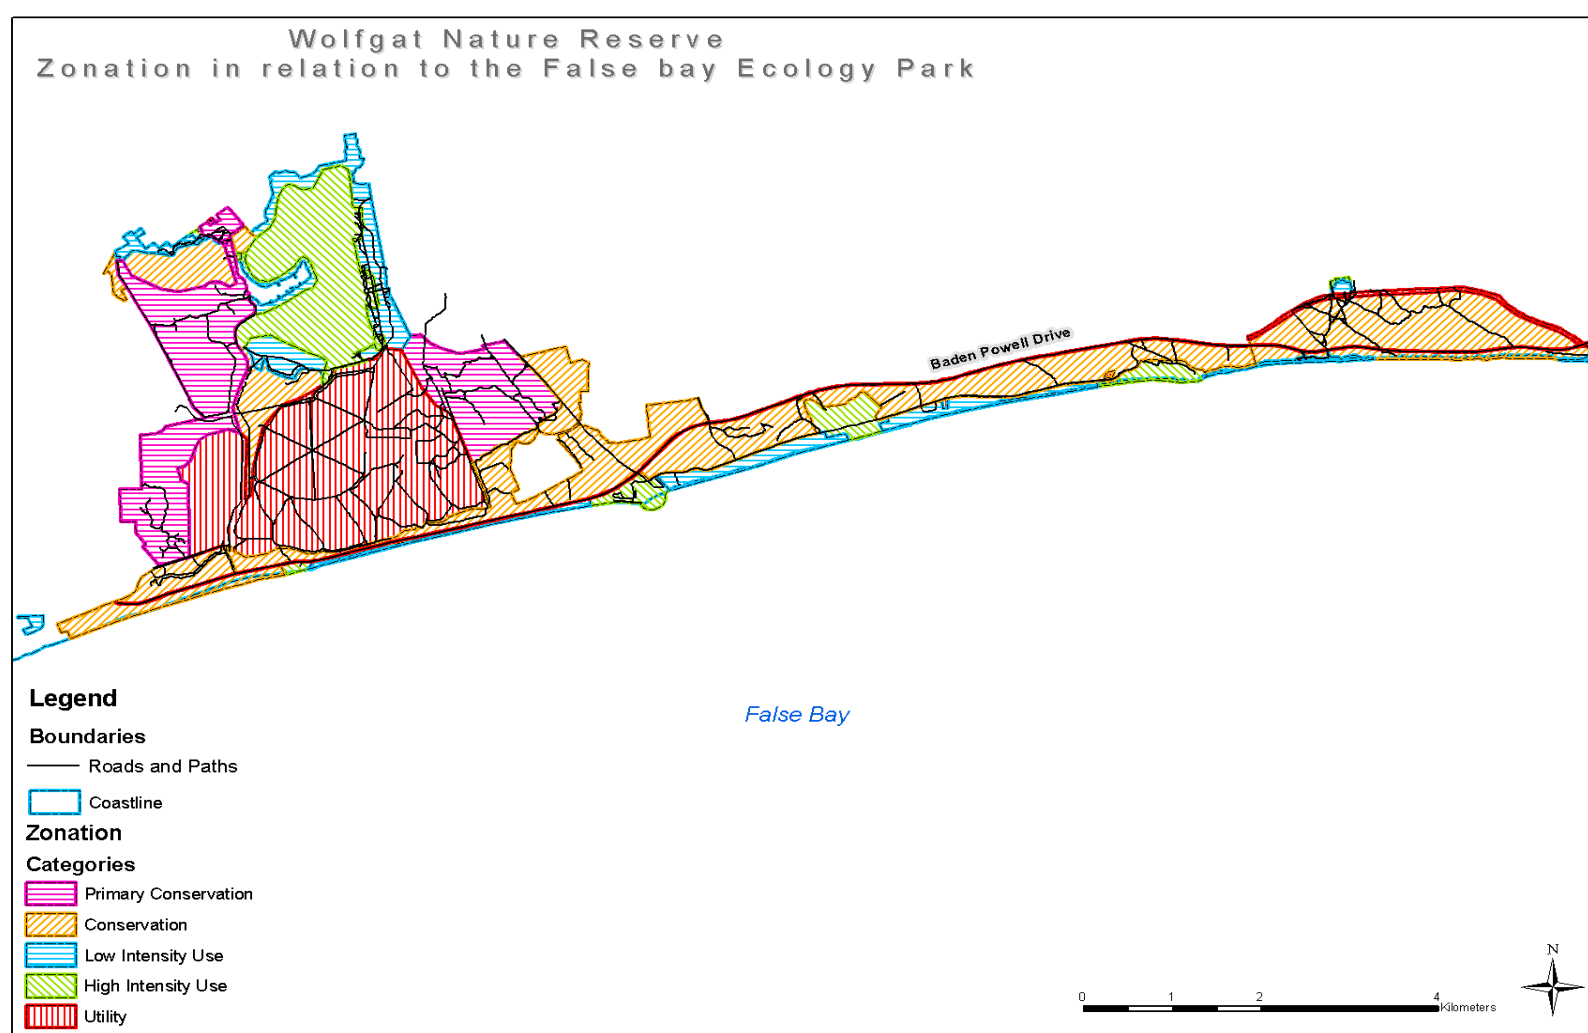 Wolfgat Nature Reserve
Zonation in relation to the False bay Ecology Park
Baden Powell Drive
False Bay
Legend
Boundaries
Roads and Paths
Coastline
Zonation
Categories
Primary Conservation
Conservation
Low Intensity Use
High Intensity Use
Utility
N
0 1 2 4
Kilometers